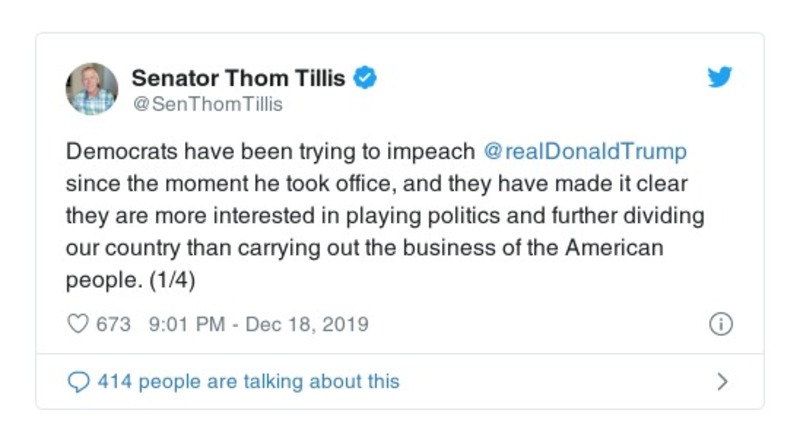 Senator Thom Tillis
@SenThomTillis
Democrats have been trying to impeach @realDonaldTrump
since the moment he took office, and they have made it clear
they are more interested in playing politics and further dividing
our country than carrying out the business of the American
people. (1/4)
673 9:01 PM - Dec 18, 2019
414 people are talking about this